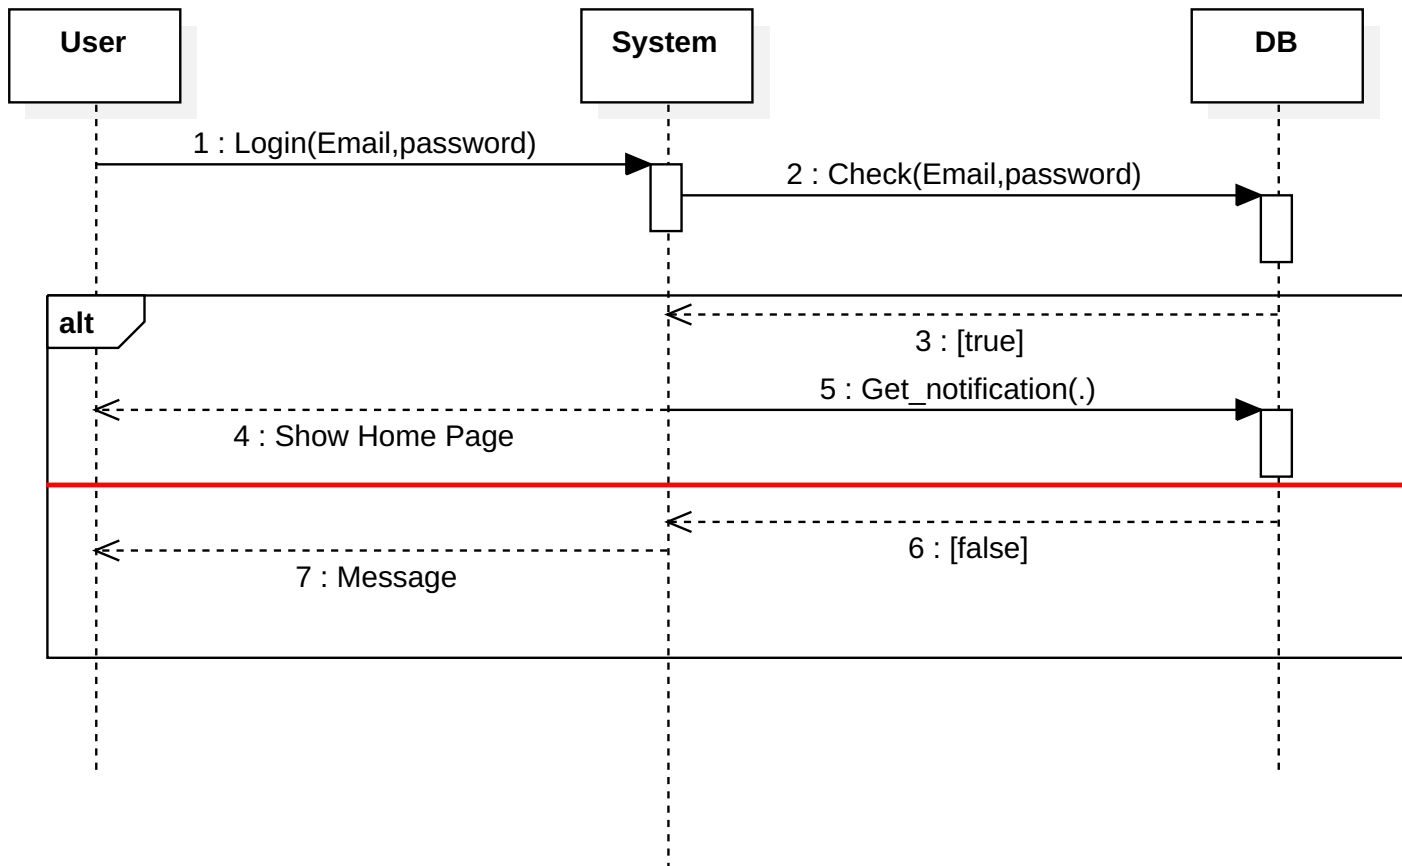 User
System
DB
1 : Login(Email,password)
2 : Check(Email,password)
alt
3 : [true]
5 : Get_notification(.)
4 : Show Home Page
6 : [false]
7 : Message